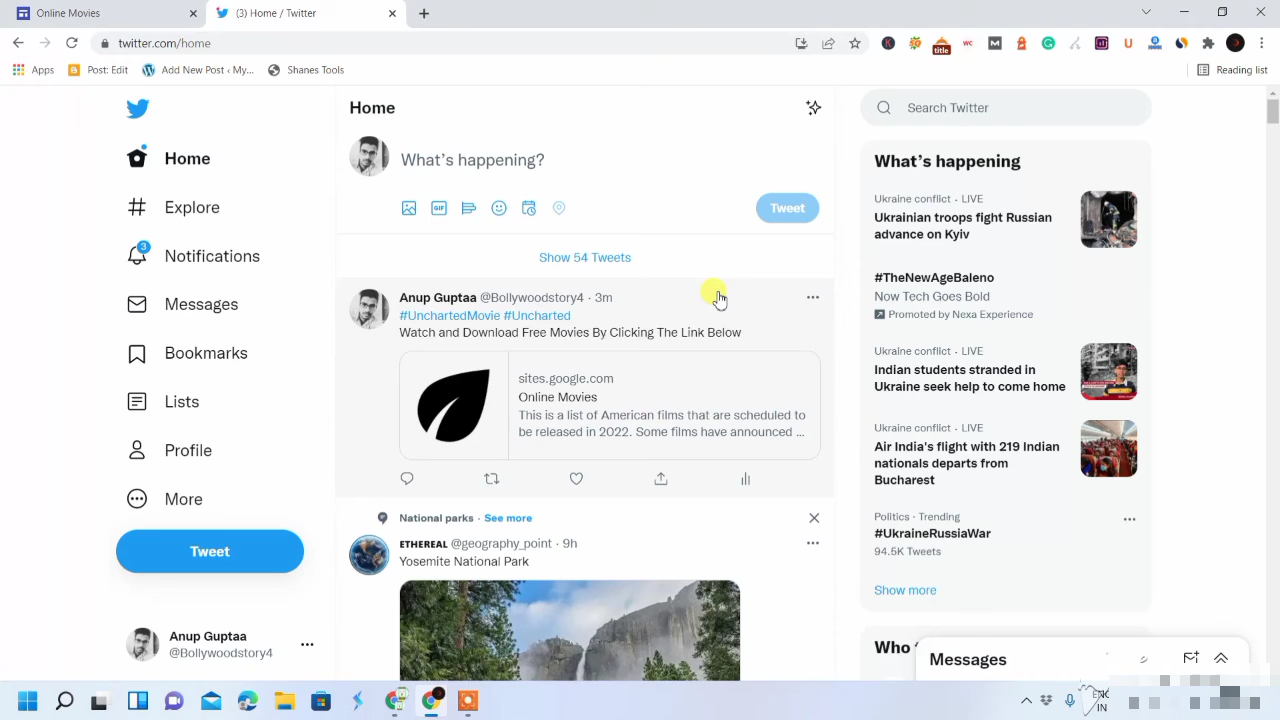 Online Movies
(3) Home / Twitter
twitter.com/home
title
WC
Apps
Post: Edit
Add New Post ‹ My...
Shanes Tools
Reading list
Home
Search Twitter
Home
What's happening?
What's happening
Explore
GIF
Tweet
Ukraine conflict · LIVE
Ukrainian troops fight Russian
advance on Kyiv
3
Notifications
Show 54 Tweets
#TheNewAgeBaleno
Now Tech Goes Bold
Promoted by Nexa Experience
Messages
Anup Guptaa @Bollywoodstory4 · 3m
#UnchartedMovie #Uncharted
Watch and Download Free Movies By Clicking The Link Below
Bookmarks
Ukraine conflict · LIVE
Indian students stranded in
Ukraine seek help to come home
sites.google.com
Online Movies
This is a list of American films that are scheduled to
be released in 2022. Some films have announced ...
Lists
Ukraine conflict · LIVE
Air India's flight with 219 Indian
nationals departs from
Bucharest
Profile
More
National parks · See more
Politics · Trending
#UkraineRussiaWar
94.5K Tweets
ETHEREAL @geography_point · 9h
Yosemite National Park
Tweet
Show more
Anup Guptaa
@Bollywoodstory4
Who
Messages
ENG
IN